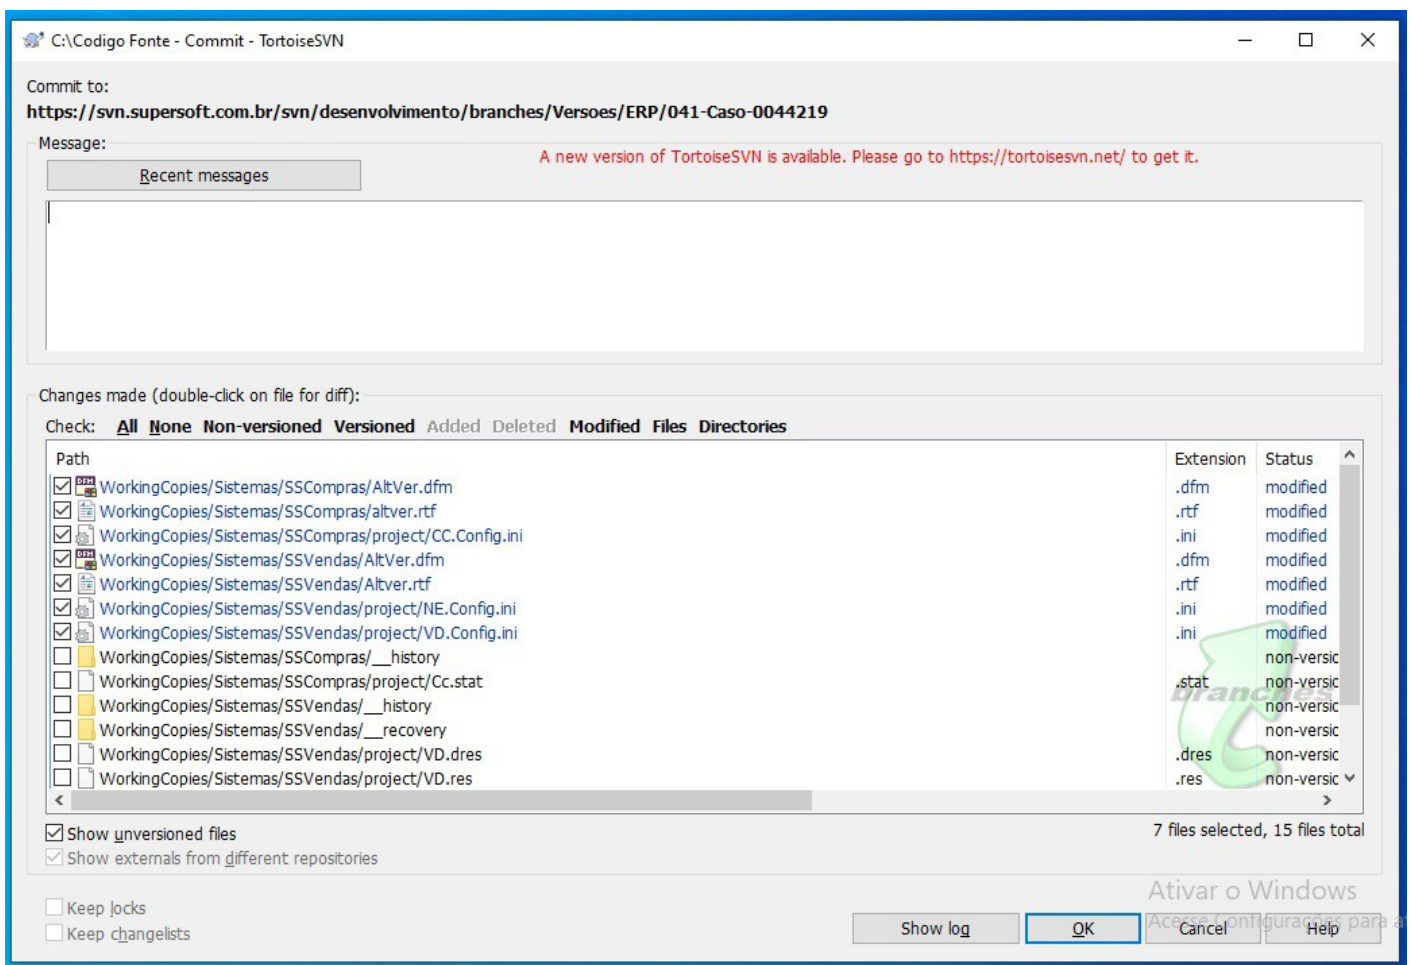 C:\Codigo Fonte - Commit - TortoiseSVN
Commit to:
https://svn.supersoft.com.br/svn/desenvolvimento/branches/Versoes/ERP/041-Caso-0044219
Message:
A new version of TortoiseSVN is available. Please go to https://tortoisesvn.net/ to get it.
Recent messages
Changes made (double-click on file for diff):
Check: All None Non-versioned Versioned Added Deleted Modified Files Directories
Path Extension Status
WorkingCopies/Sistemas/SSCompras/AltVer.dfm .dfm modified
WorkingCopies/Sistemas/SSCompras/altver.rtf .rtf modified
WorkingCopies/Sistemas/SSCompras/project/CC.Config.ini .ini modified
WorkingCopies/Sistemas/SSVendas/AltVer.dfm .dfm modified
WorkingCopies/Sistemas/SSVendas/Altver.rtf .rtf modified
WorkingCopies/Sistemas/SSVendas/project/NE.Config.ini .ini modified
WorkingCopies/Sistemas/SSVendas/project/VD.Config.ini .ini modified
WorkingCopies/Sistemas/SSCompras/__history non-versic
WorkingCopies/Sistemas/SSCompras/project/Cc.stat .stat non-versic
branches
WorkingCopies/Sistemas/SSVendas/__history non-versic
WorkingCopies/Sistemas/SSVendas/__recovery non-versic
WorkingCopies/Sistemas/SSVendas/project/VD.dres .dres non-versic
WorkingCopies/Sistemas/SSVendas/project/VD.res .res non-versic
Show unversioned files
7 files selected, 15 files total
Show externals from different repositories
Ativar o Windows
Acesse Configurações para at
Keep locks
Keep changelists
Show log OK Cancel Help